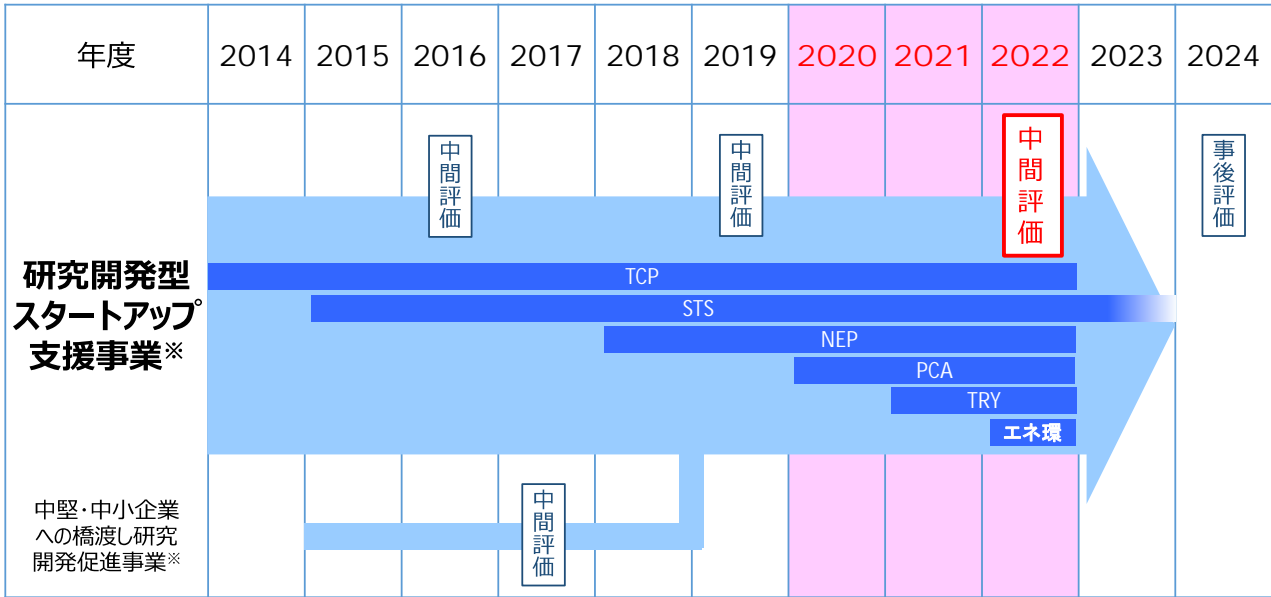 年度 2014 2015 2016 2017 2018 2019 2020 2021 2022 2023 2024
中間評価
中間評価
中間評価
事後評価
研究開発型
スタートアップ
支援事業※
TCP
STS
NEP
PCA
TRY
エネ環
中堅・中小企業
への橋渡し研究
開発促進事業※
中間評価